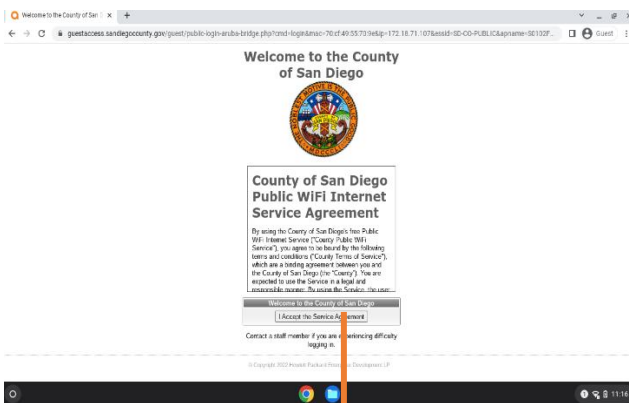 Welcome to the County of San D
guestaccess.sandiegocounty.gov/guest/public-login-aruba-bridge.php?cmd=login&mac=70:cf:49:55:73:9e&ip=172.18.71.107&essid=SD-CO-PUBLIC&apname=S0102F...
Guest
Welcome to the County
of San Diego
County of San Diego
Public WiFi Internet
Service Agreement
By using the County of San Diego's free Public
WiFi Internet Service ("County Public WiFi
Service"), you agree to be bound by the following
terms and conditions ("County Terms of Service"),
which are a binding agreement between you and
the County of San Diego (the "County"). You are
expected to use the Service in a legal and
responsible manner. By using the Service, the user
Welcome to the County of San Diego
I Accept the Service Agreement
Contact a staff member if you are experiencing difficulty
logging in.
© Copyright 2022 Hewlett Packard Enterprise Development LP
11:16